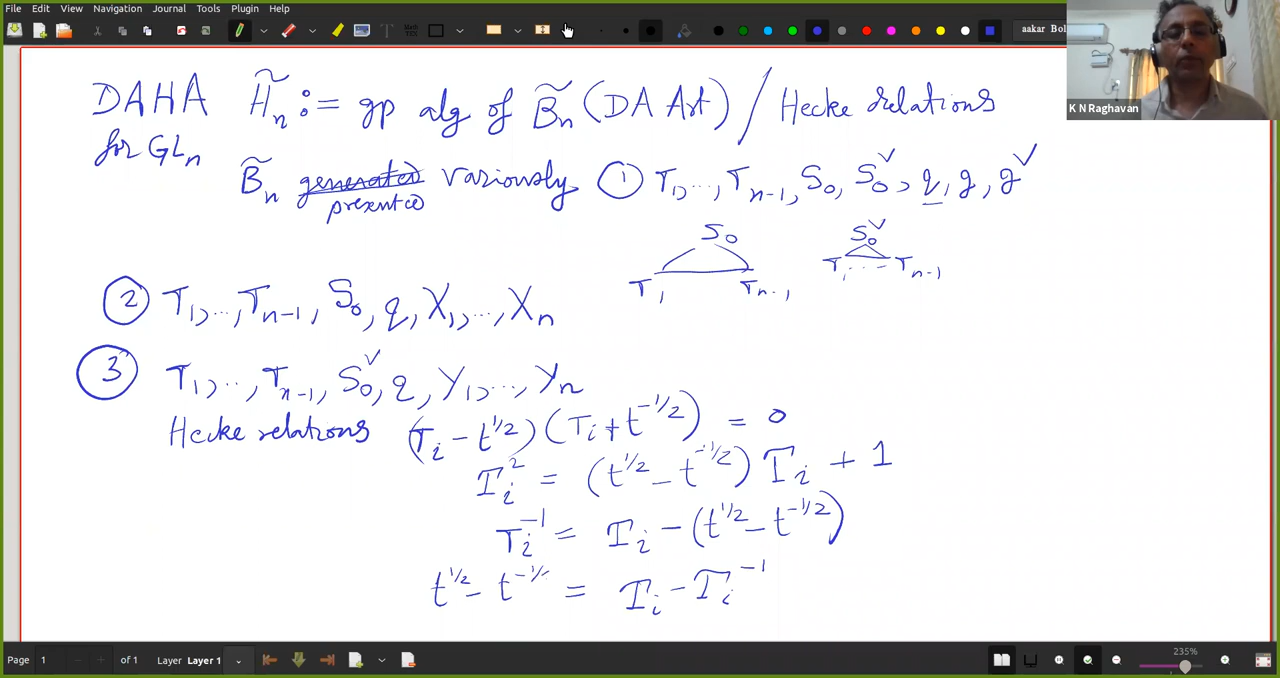 File Edit View Navigation Journal Tools Plugin Help
aakar Bol
K N Raghavan
DAHA H̃ₙ := gp alg of B̃ₙ (DA Art) / Hecke relations
for GLₙ
B̃ₙ generated variously ① T₁, ..., Tₙ₋₁, S₀, S₀^∨, q, g, g^∨
presented
S₀ S₀^∨
T₁ Tₙ₋₁ T₁ --- Tₙ₋₁
② T₁, ..., Tₙ₋₁, S₀, q, X₁, ..., Xₙ
③ T₁, ..., Tₙ₋₁, S₀^∨, q, Y₁, ..., Yₙ
Hecke relations (Tᵢ - t^{1/2})(Tᵢ + t^{-1/2}) = 0
Tᵢ² = (t^{1/2} - t^{-1/2}) Tᵢ + 1
Tᵢ⁻¹ = Tᵢ - (t^{1/2} - t^{-1/2})
t^{1/2} - t^{-1/2} = Tᵢ - Tᵢ⁻¹
Page 1 of 1 Layer Layer 1 235%